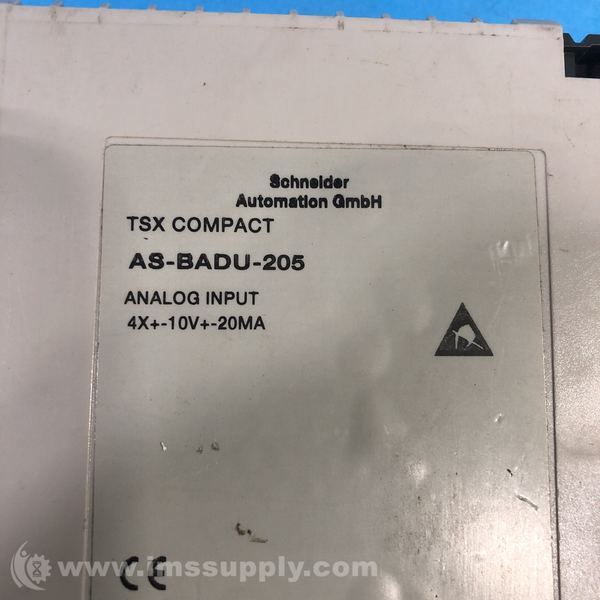 Schneider
Automation GmbH
TSX COMPACT
AS-BADU-205
ANALOG INPUT
4X+-10V+-20MA
CE
www.imssupply.com